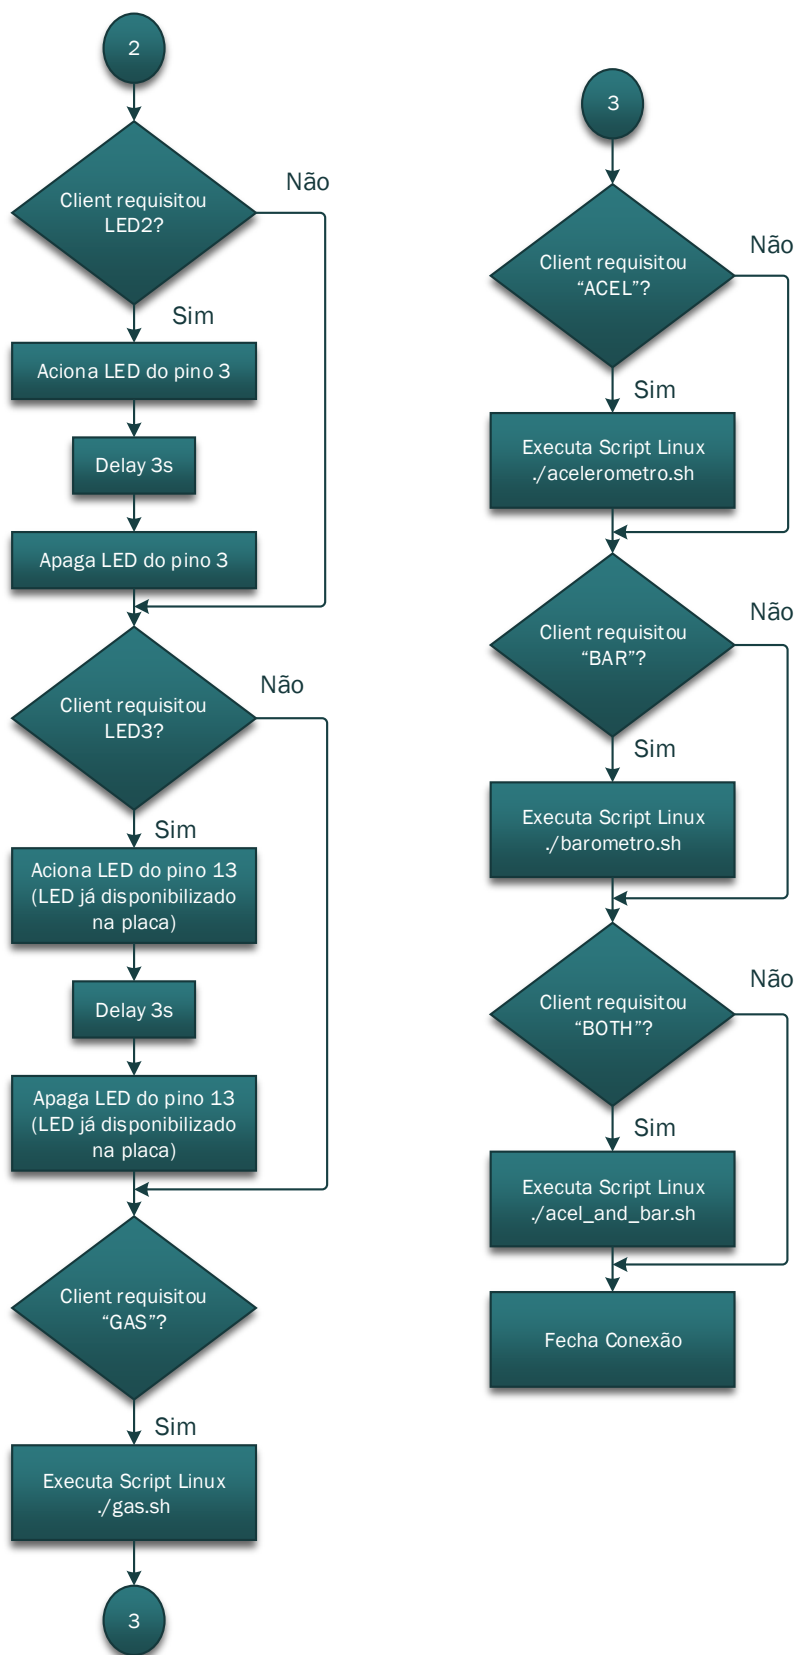 2
Client requisitou
LED2?
Não
Sim
Aciona LED do pino 3
Delay 3s
Apaga LED do pino 3
Client requisitou
LED3?
Não
Sim
Aciona LED do pino 13
(LED já disponibilizado
na placa)
Delay 3s
Apaga LED do pino 13
(LED já disponibilizado
na placa)
Client requisitou
“GAS”?
Sim
Executa Script Linux
./gas.sh
3
3
Client requisitou
“ACEL”?
Não
Sim
Executa Script Linux
./acelerometro.sh
Client requisitou
“BAR”?
Não
Sim
Executa Script Linux
./barometro.sh
Client requisitou
“BOTH”?
Não
Sim
Executa Script Linux
./acel_and_bar.sh
Fecha Conexão